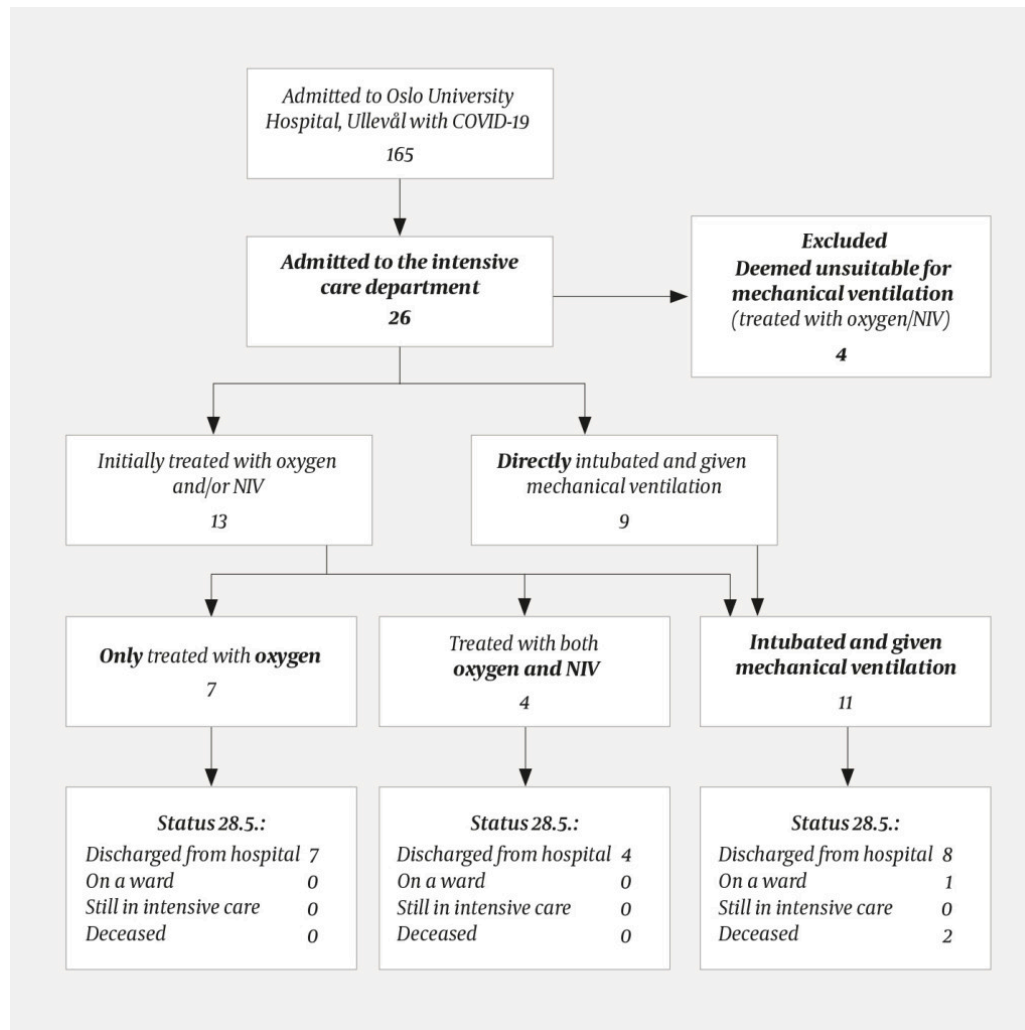 Admitted to Oslo University
Hospital, Ullevål with COVID-19
165
Admitted to the intensive
care department
26
Excluded
Deemed unsuitable for
mechanical ventilation
(treated with oxygen/NIV)
4
Initially treated with oxygen
and/or NIV
13
Directly intubated and given
mechanical ventilation
9
Only treated with oxygen
7
Treated with both
oxygen and NIV
4
Intubated and given
mechanical ventilation
11
Status 28.5.:
Discharged from hospital 7
On a ward 0
Still in intensive care 0
Deceased 0
Status 28.5.:
Discharged from hospital 4
On a ward 0
Still in intensive care 0
Deceased 0
Status 28.5.:
Discharged from hospital 8
On a ward 1
Still in intensive care 0
Deceased 2